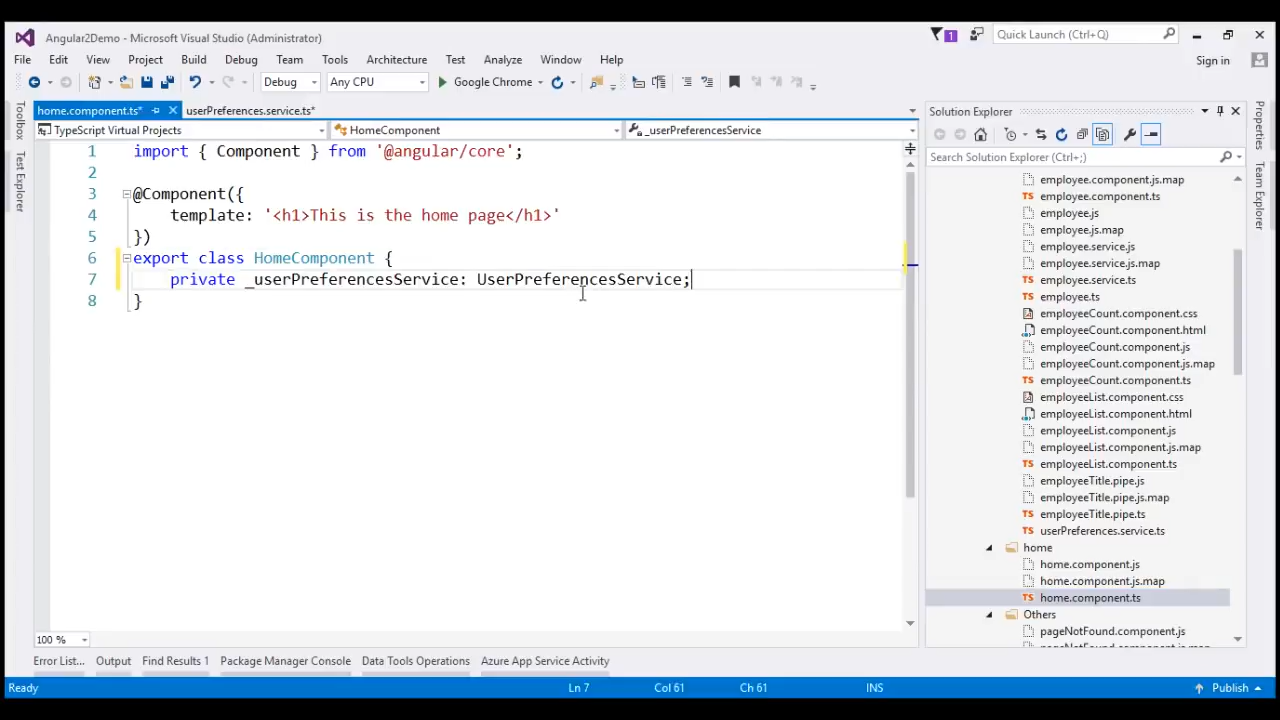 Angular2Demo - Microsoft Visual Studio (Administrator)
1
Quick Launch (Ctrl+Q)
File Edit View Project Build Debug Team Tools Architecture Test Analyze Window Help
Sign in
Debug Any CPU Google Chrome
home.component.ts* userPreferences.service.ts*
TypeScript Virtual Projects HomeComponent _userPreferencesService
Toolbox
Test Explorer
1 import { Component } from '@angular/core';
2
3 @Component({
4 template: '<h1>This is the home page</h1>'
5 })
6 export class HomeComponent {
7 private _userPreferencesService: UserPreferencesService;
8 }
100 %
Solution Explorer
Search Solution Explorer (Ctrl+;)
employee.component.js.map
employee.component.ts
employee.js
employee.js.map
employee.service.js
employee.service.js.map
employee.service.ts
employee.ts
employeeCount.component.css
employeeCount.component.html
employeeCount.component.js
employeeCount.component.js.map
employeeCount.component.ts
employeeList.component.css
employeeList.component.html
employeeList.component.js
employeeList.component.js.map
employeeList.component.ts
employeeTitle.pipe.js
employeeTitle.pipe.js.map
employeeTitle.pipe.ts
userPreferences.service.ts
home
home.component.js
home.component.js.map
home.component.ts
Others
pageNotFound.component.js
Properties
Team Explorer
Error List... Output Find Results 1 Package Manager Console Data Tools Operations Azure App Service Activity
Ready Ln 7 Col 61 Ch 61 INS Publish